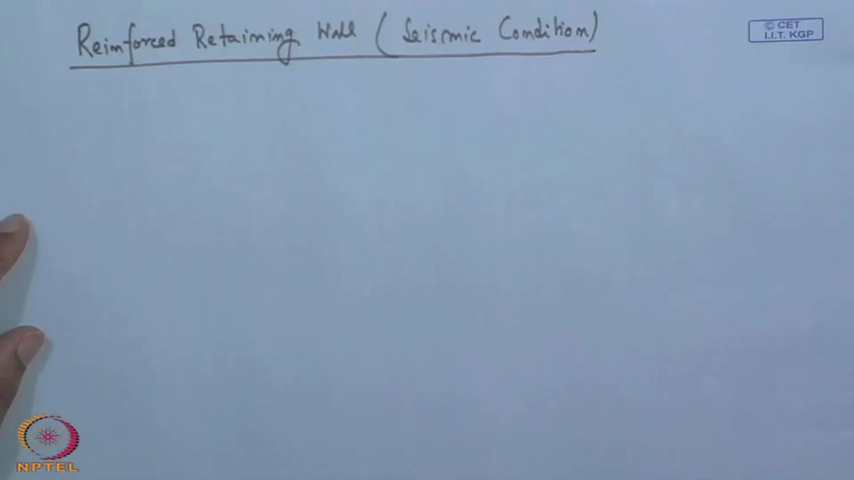 Reinforced Retaining Wall (Seismic Condition)
© CET
I.I.T. KGP
NPTEL